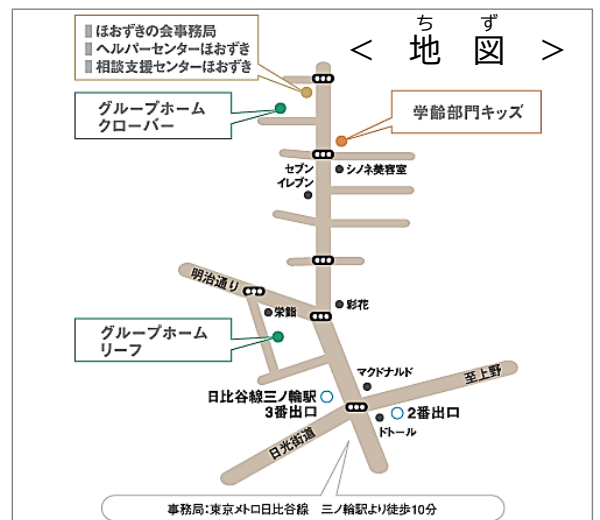 ち ず
< 地 図 >
ほおずきの会事務局
ヘルパーセンターほおずき
相談支援センターほおずき
グループホーム
クローバー
学齢部門キッズ
セブン
イレブン
シノネ美容室
明治通り
栄鮨
彩花
グループホーム
リーフ
マクドナルド
至上野
日比谷線三ノ輪駅
3番出口
2番出口
ドトール
日光街道
事務局:東京メトロ日比谷線 三ノ輪駅より徒歩10分